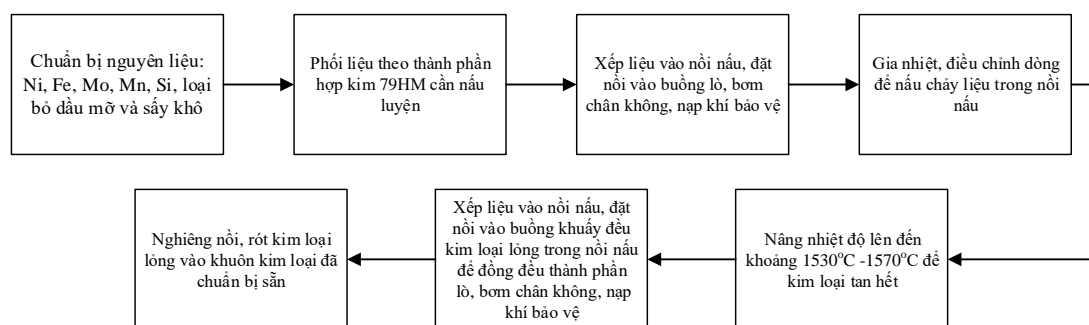 Chuẩn bị nguyên liệu:
Ni, Fe, Mo, Mn, Si, loại
bỏ dầu mỡ và sấy khô
Phối liệu theo thành phần
hợp kim 79HM cần nấu
luyện
Xếp liệu vào nồi nấu, đặt
nồi vào buồng lò, bơm
chân không, nạp khí bảo vệ
Gia nhiệt, điều chỉnh dòng
để nấu chảy liệu trong nồi
nấu
Nâng nhiệt độ lên đến
khoảng 1530°C -1570°C để
kim loại tan hết
Xếp liệu vào nồi nấu, đặt
nồi vào buồng khuấy đều
kim loại lỏng trong nồi nấu
để đồng đều thành phần
lò, bơm chân không, nạp
khí bảo vệ
Nghiêng nồi, rót kim loại
lỏng vào khuôn kim loại đã
chuẩn bị sẵn